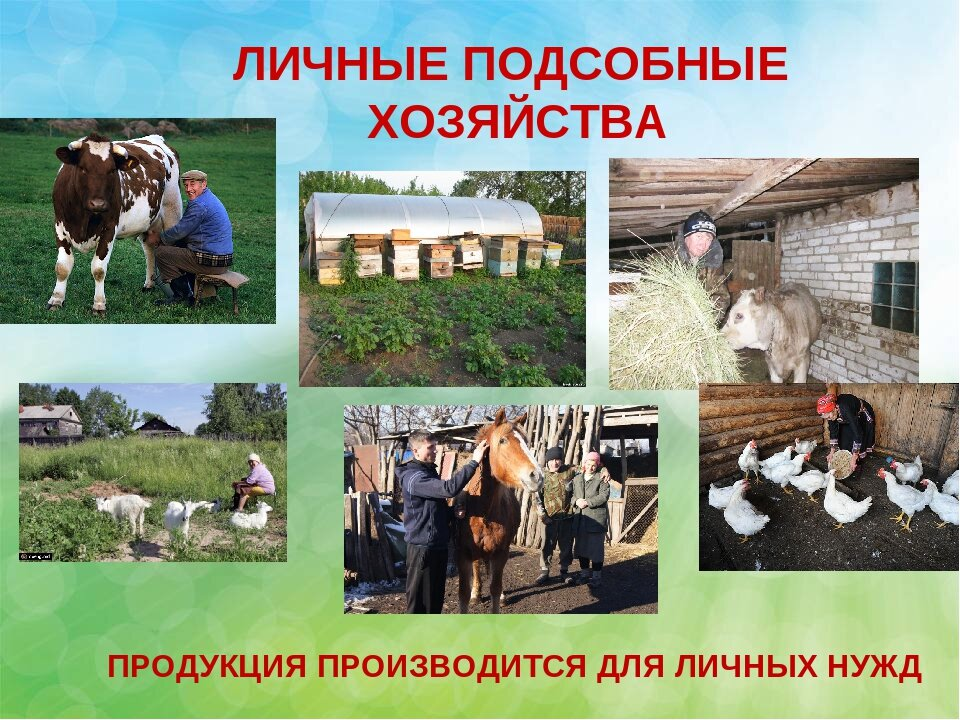 ЛИЧНЫЕ ПОДСОБНЫЕ
ХОЗЯЙСТВА
ПРОДУКЦИЯ ПРОИЗВОДИТСЯ ДЛЯ ЛИЧНЫХ НУЖД